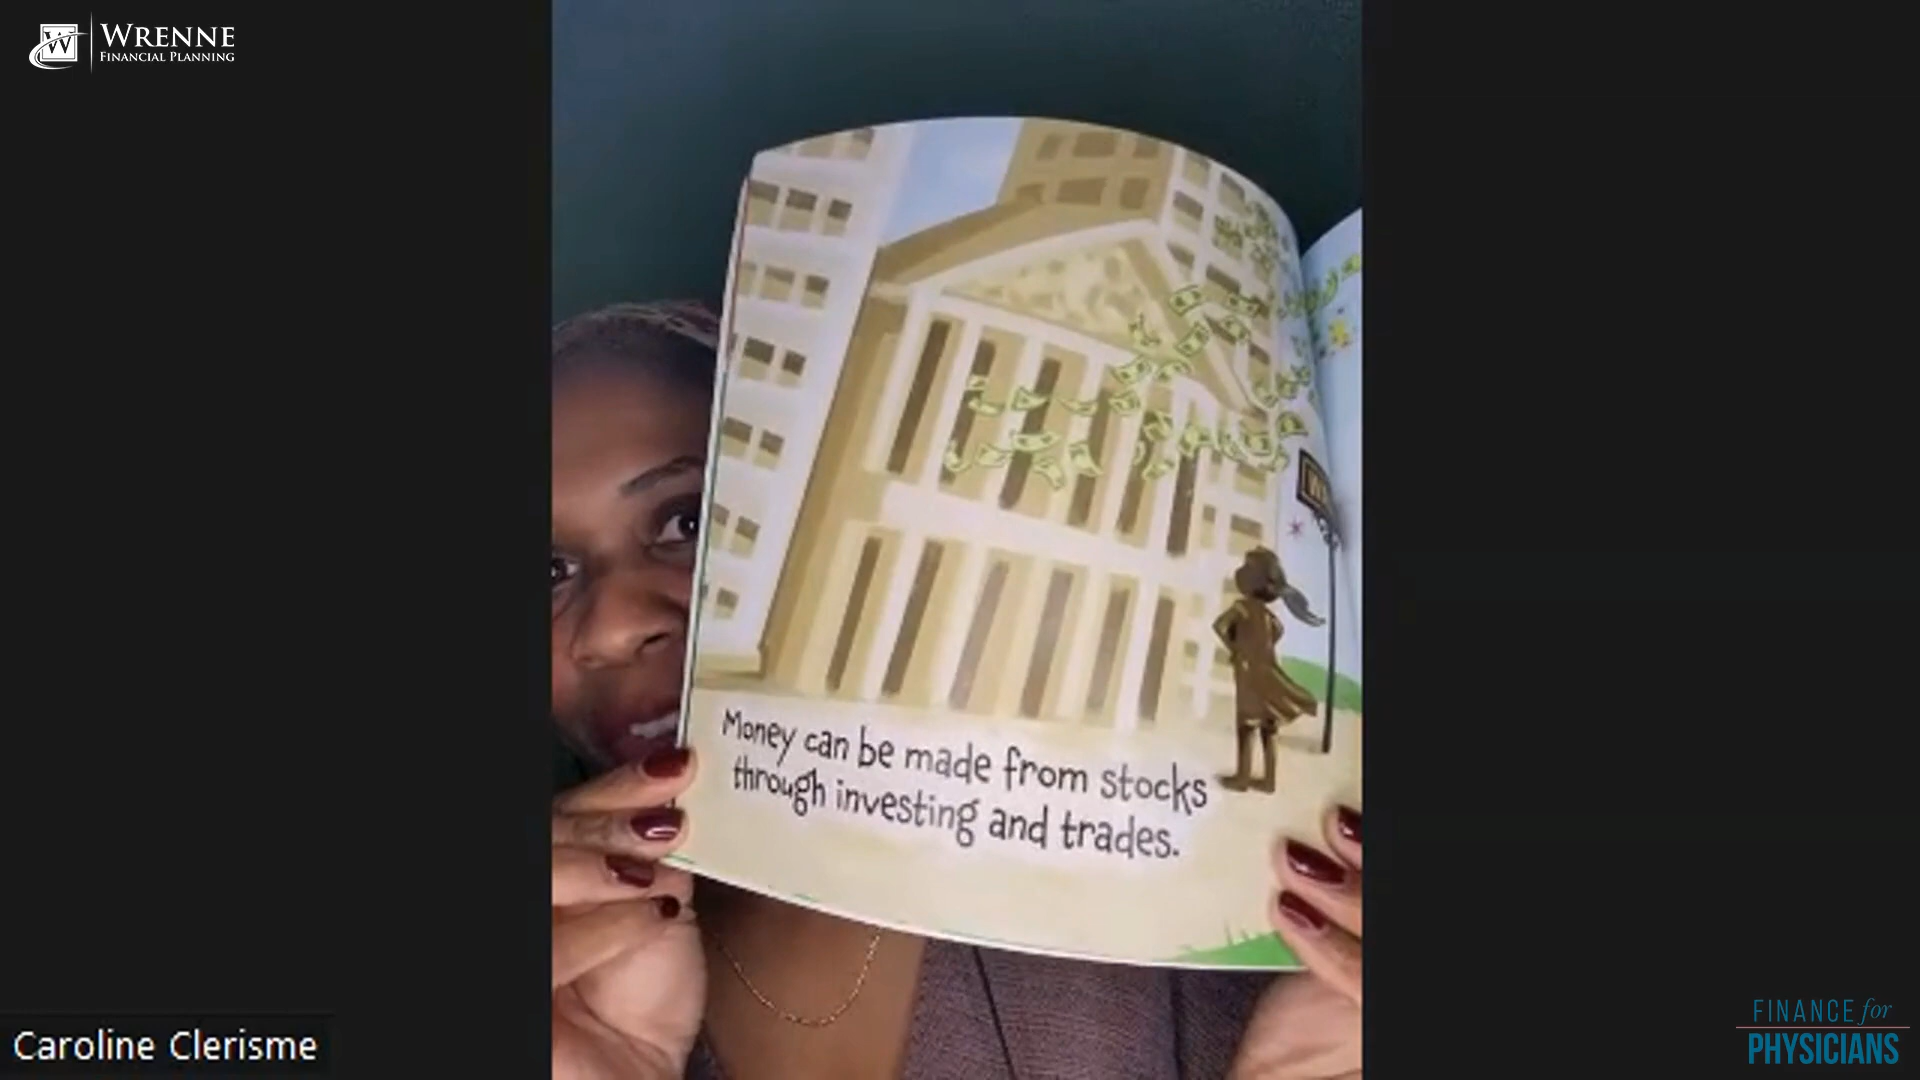 WRENNE
FINANCIAL PLANNING
Money can be made from stocks
through investing and trades.
Caroline Clerisme
FINANCE for
PHYSICIANS